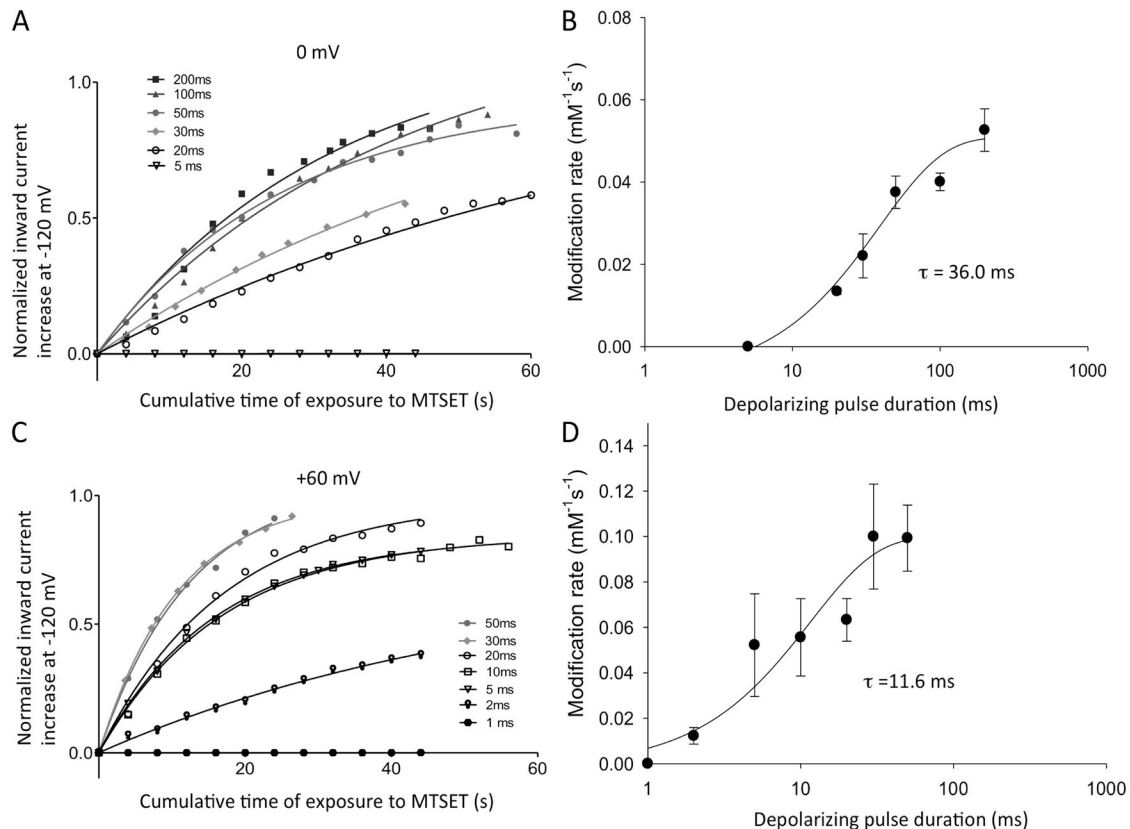 A
0 mV
1.0
0.5
0.0
200ms
100ms
50ms
30ms
20ms
5 ms
Normalized inward current
increase at -120 mV
20
40
60
Cumulative time of exposure to MTSET (s)
B
0.08
0.06
0.04
0.02
0.00
Modification rate (mM⁻¹s⁻¹)
τ = 36.0 ms
1
10
100
1000
Depolarizing pulse duration (ms)
C
+60 mV
1.0
0.5
0.0
50ms
30ms
20ms
10ms
5 ms
2ms
1 ms
Normalized inward current
increase at -120 mV
20
40
60
Cumulative time of exposure to MTSET (s)
D
0.14
0.12
0.10
0.08
0.06
0.04
0.02
0.00
Modification rate (mM⁻¹s⁻¹)
τ =11.6 ms
1
10
100
1000
Depolarizing pulse duration (ms)